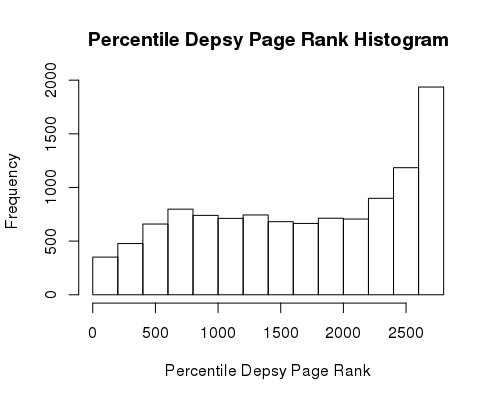 Percentile Depsy Page Rank Histogram
Frequency
2000
1500
1000
500
0
0 500 1000 1500 2000 2500
Percentile Depsy Page Rank